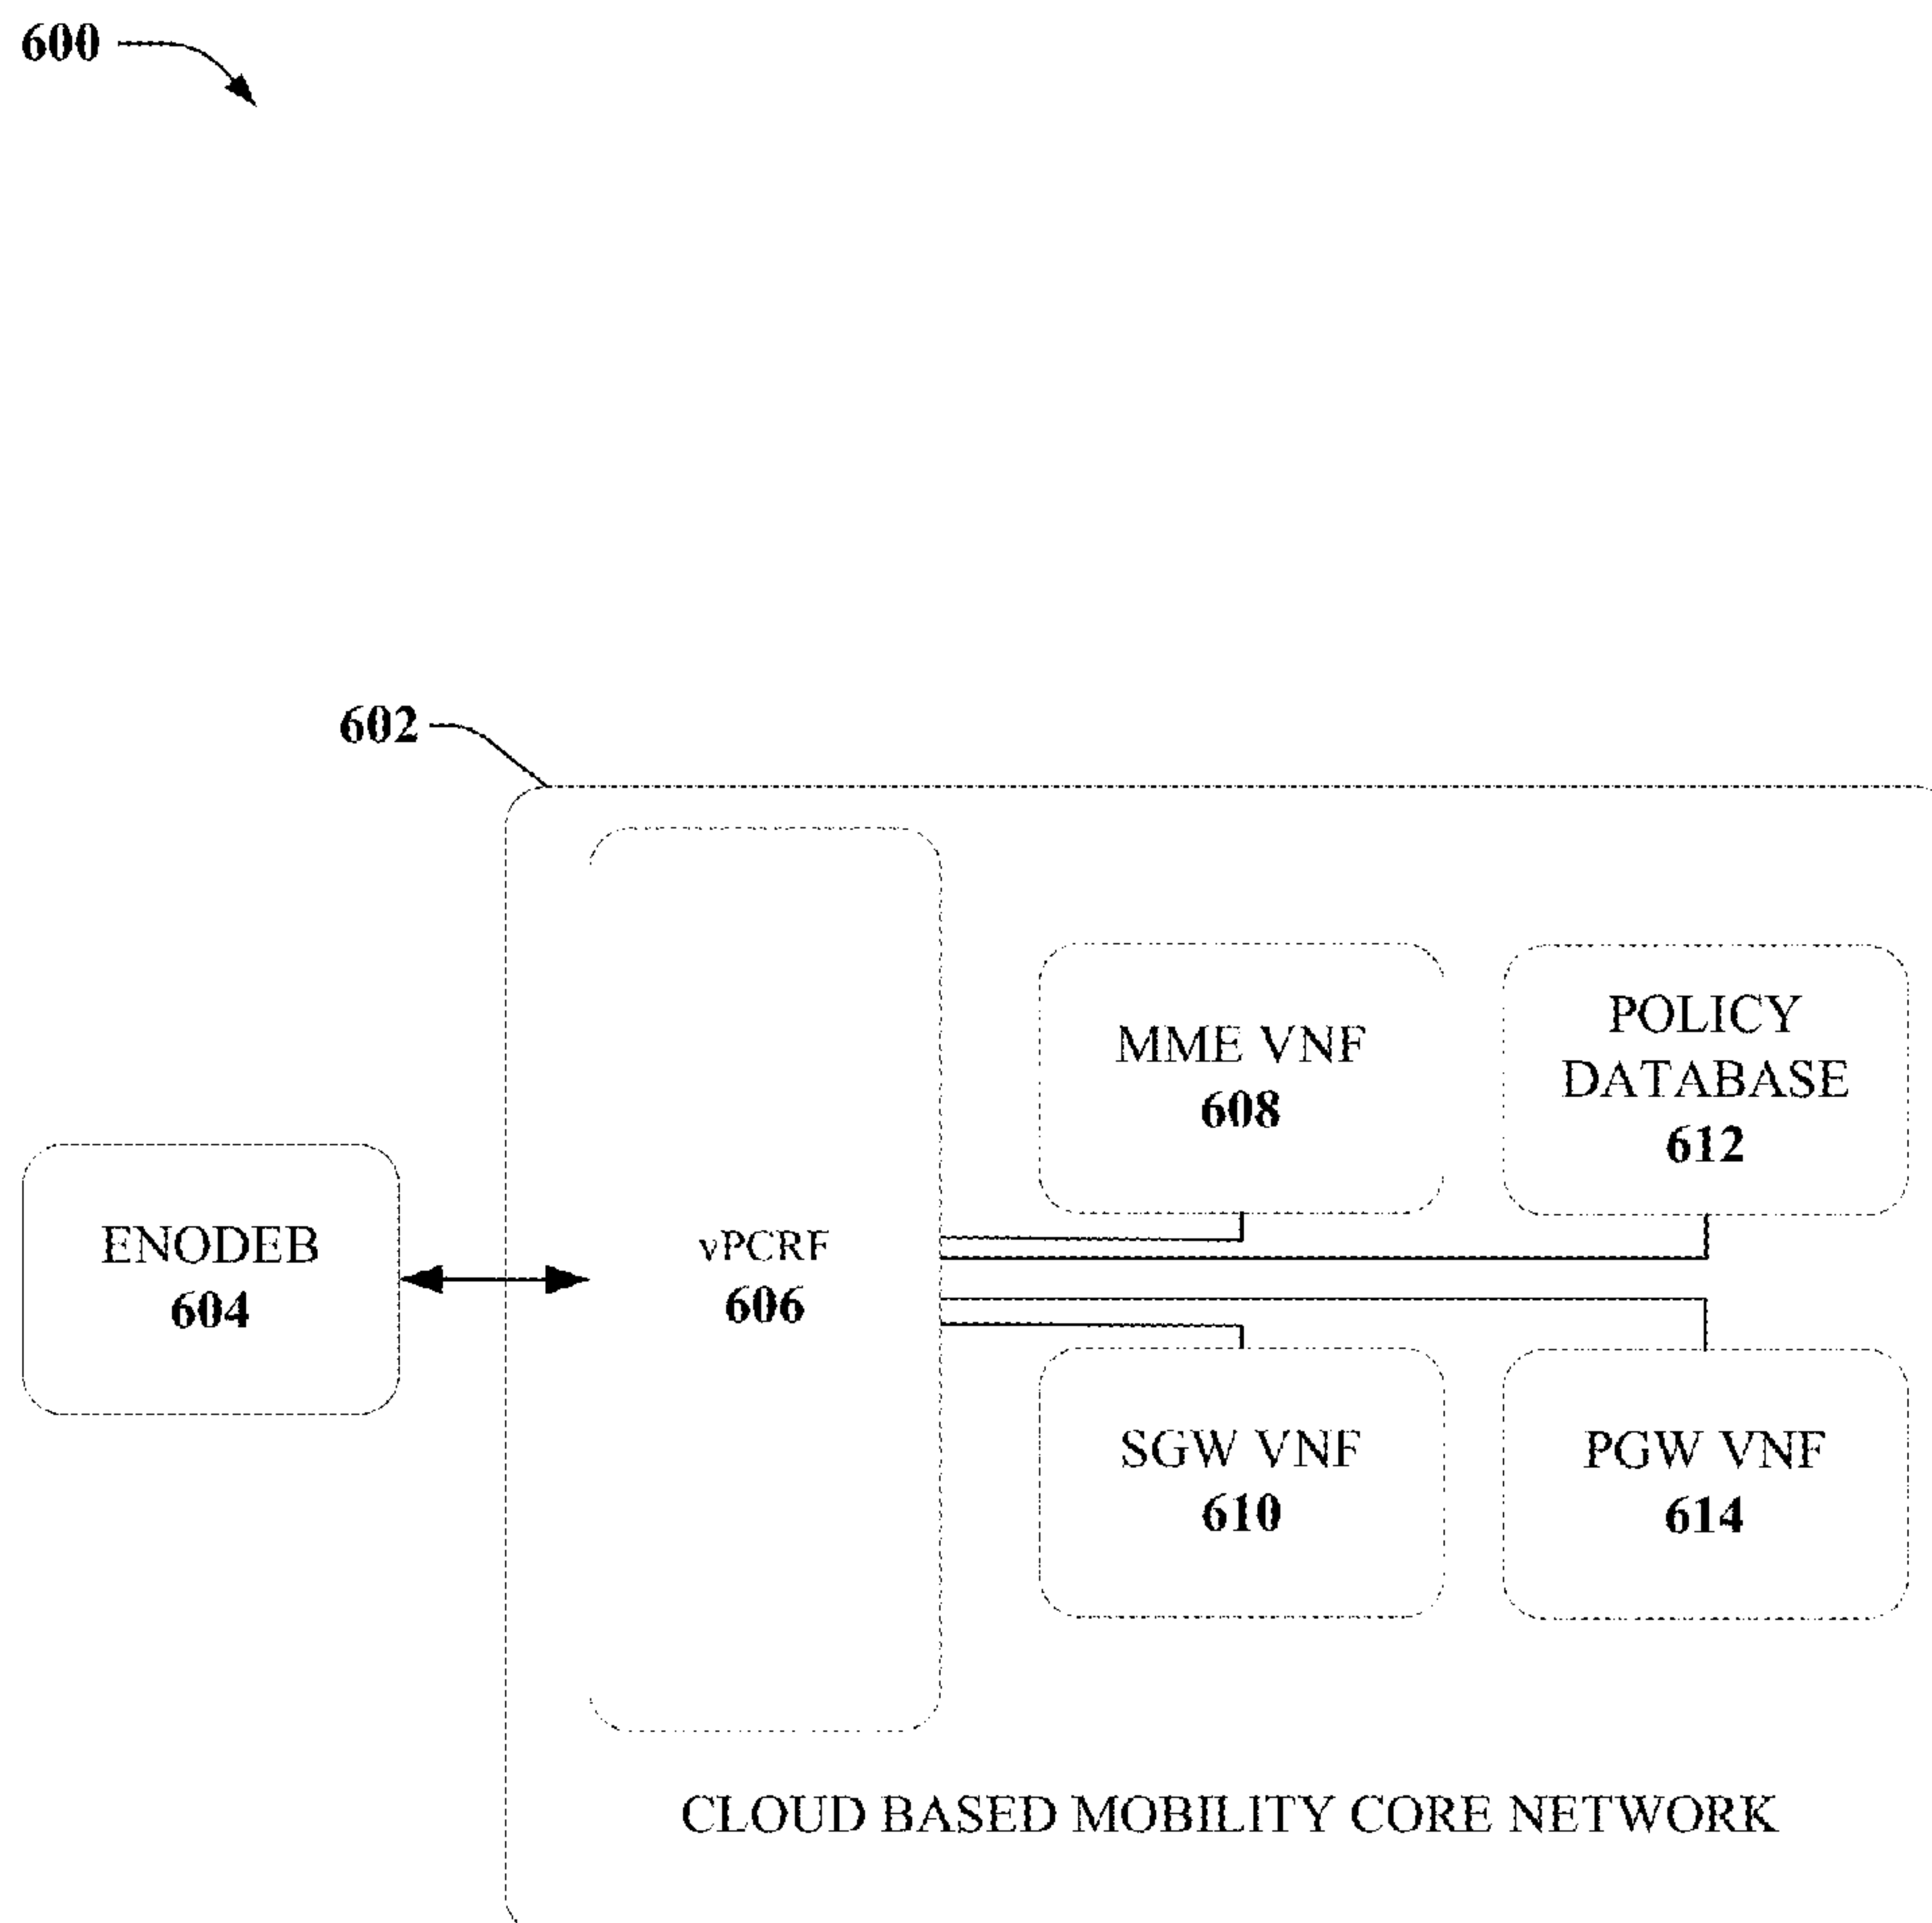 600
602
ENODEB
604
vPCRF
606
MME VNF
608
POLICY
DATABASE
612
SGW VNF
610
PGW VNF
614
CLOUD BASED MOBILITY CORE NETWORK